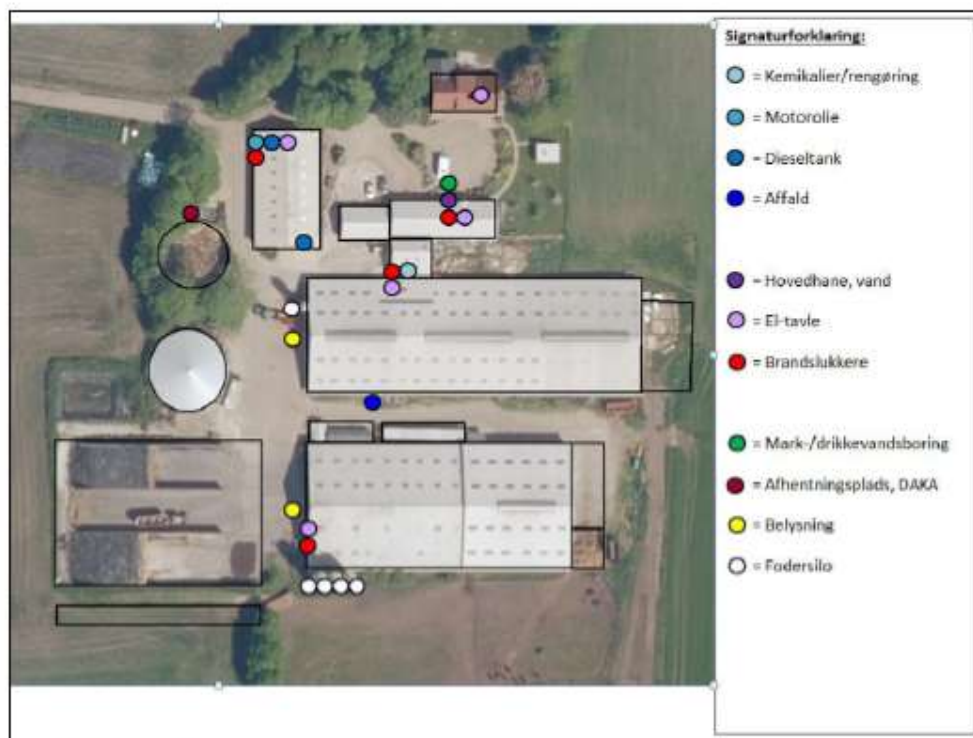 Signaturforklaring:
= Kemikalier/rengøring
= Motorolie
= Dieseltank
= Affald
= Hovedhane, vand
= El-tavle
= Brandslukkere
= Mark-/drikkevandsboring
= Afhentningsplads, DAKA
= Belysning
= Fodersilo